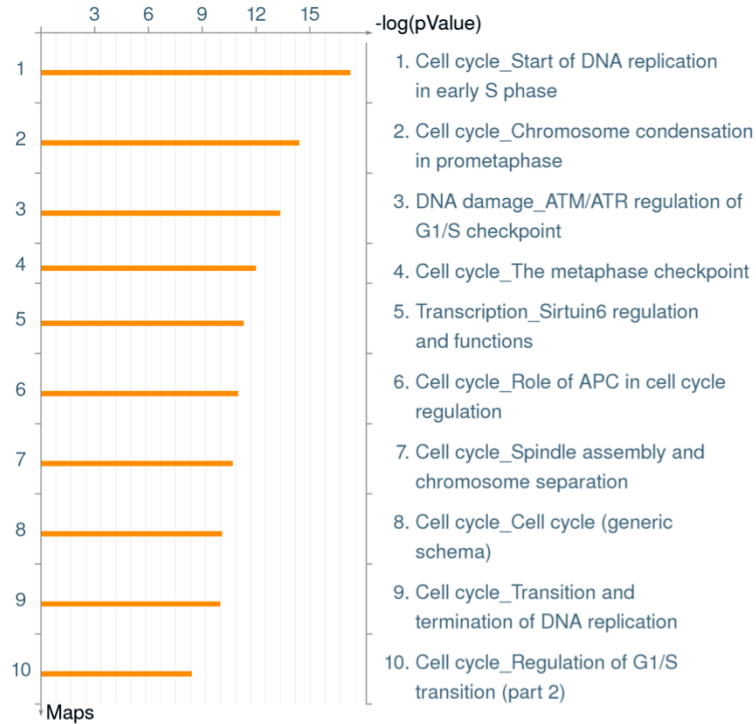 3 6 9 12 15 -log(pValue)
1 1. Cell cycle_Start of DNA replication
in early S phase
2 2. Cell cycle_Chromosome condensation
in prometaphase
3 3. DNA damage_ATM/ATR regulation of
G1/S checkpoint
4 4. Cell cycle_The metaphase checkpoint
5 5. Transcription_Sirtuin6 regulation
and functions
6 6. Cell cycle_Role of APC in cell cycle
regulation
7 7. Cell cycle_Spindle assembly and
chromosome separation
8 8. Cell cycle_Cell cycle (generic
schema)
9 9. Cell cycle_Transition and
termination of DNA replication
10 10. Cell cycle_Regulation of G1/S
transition (part 2)
Maps